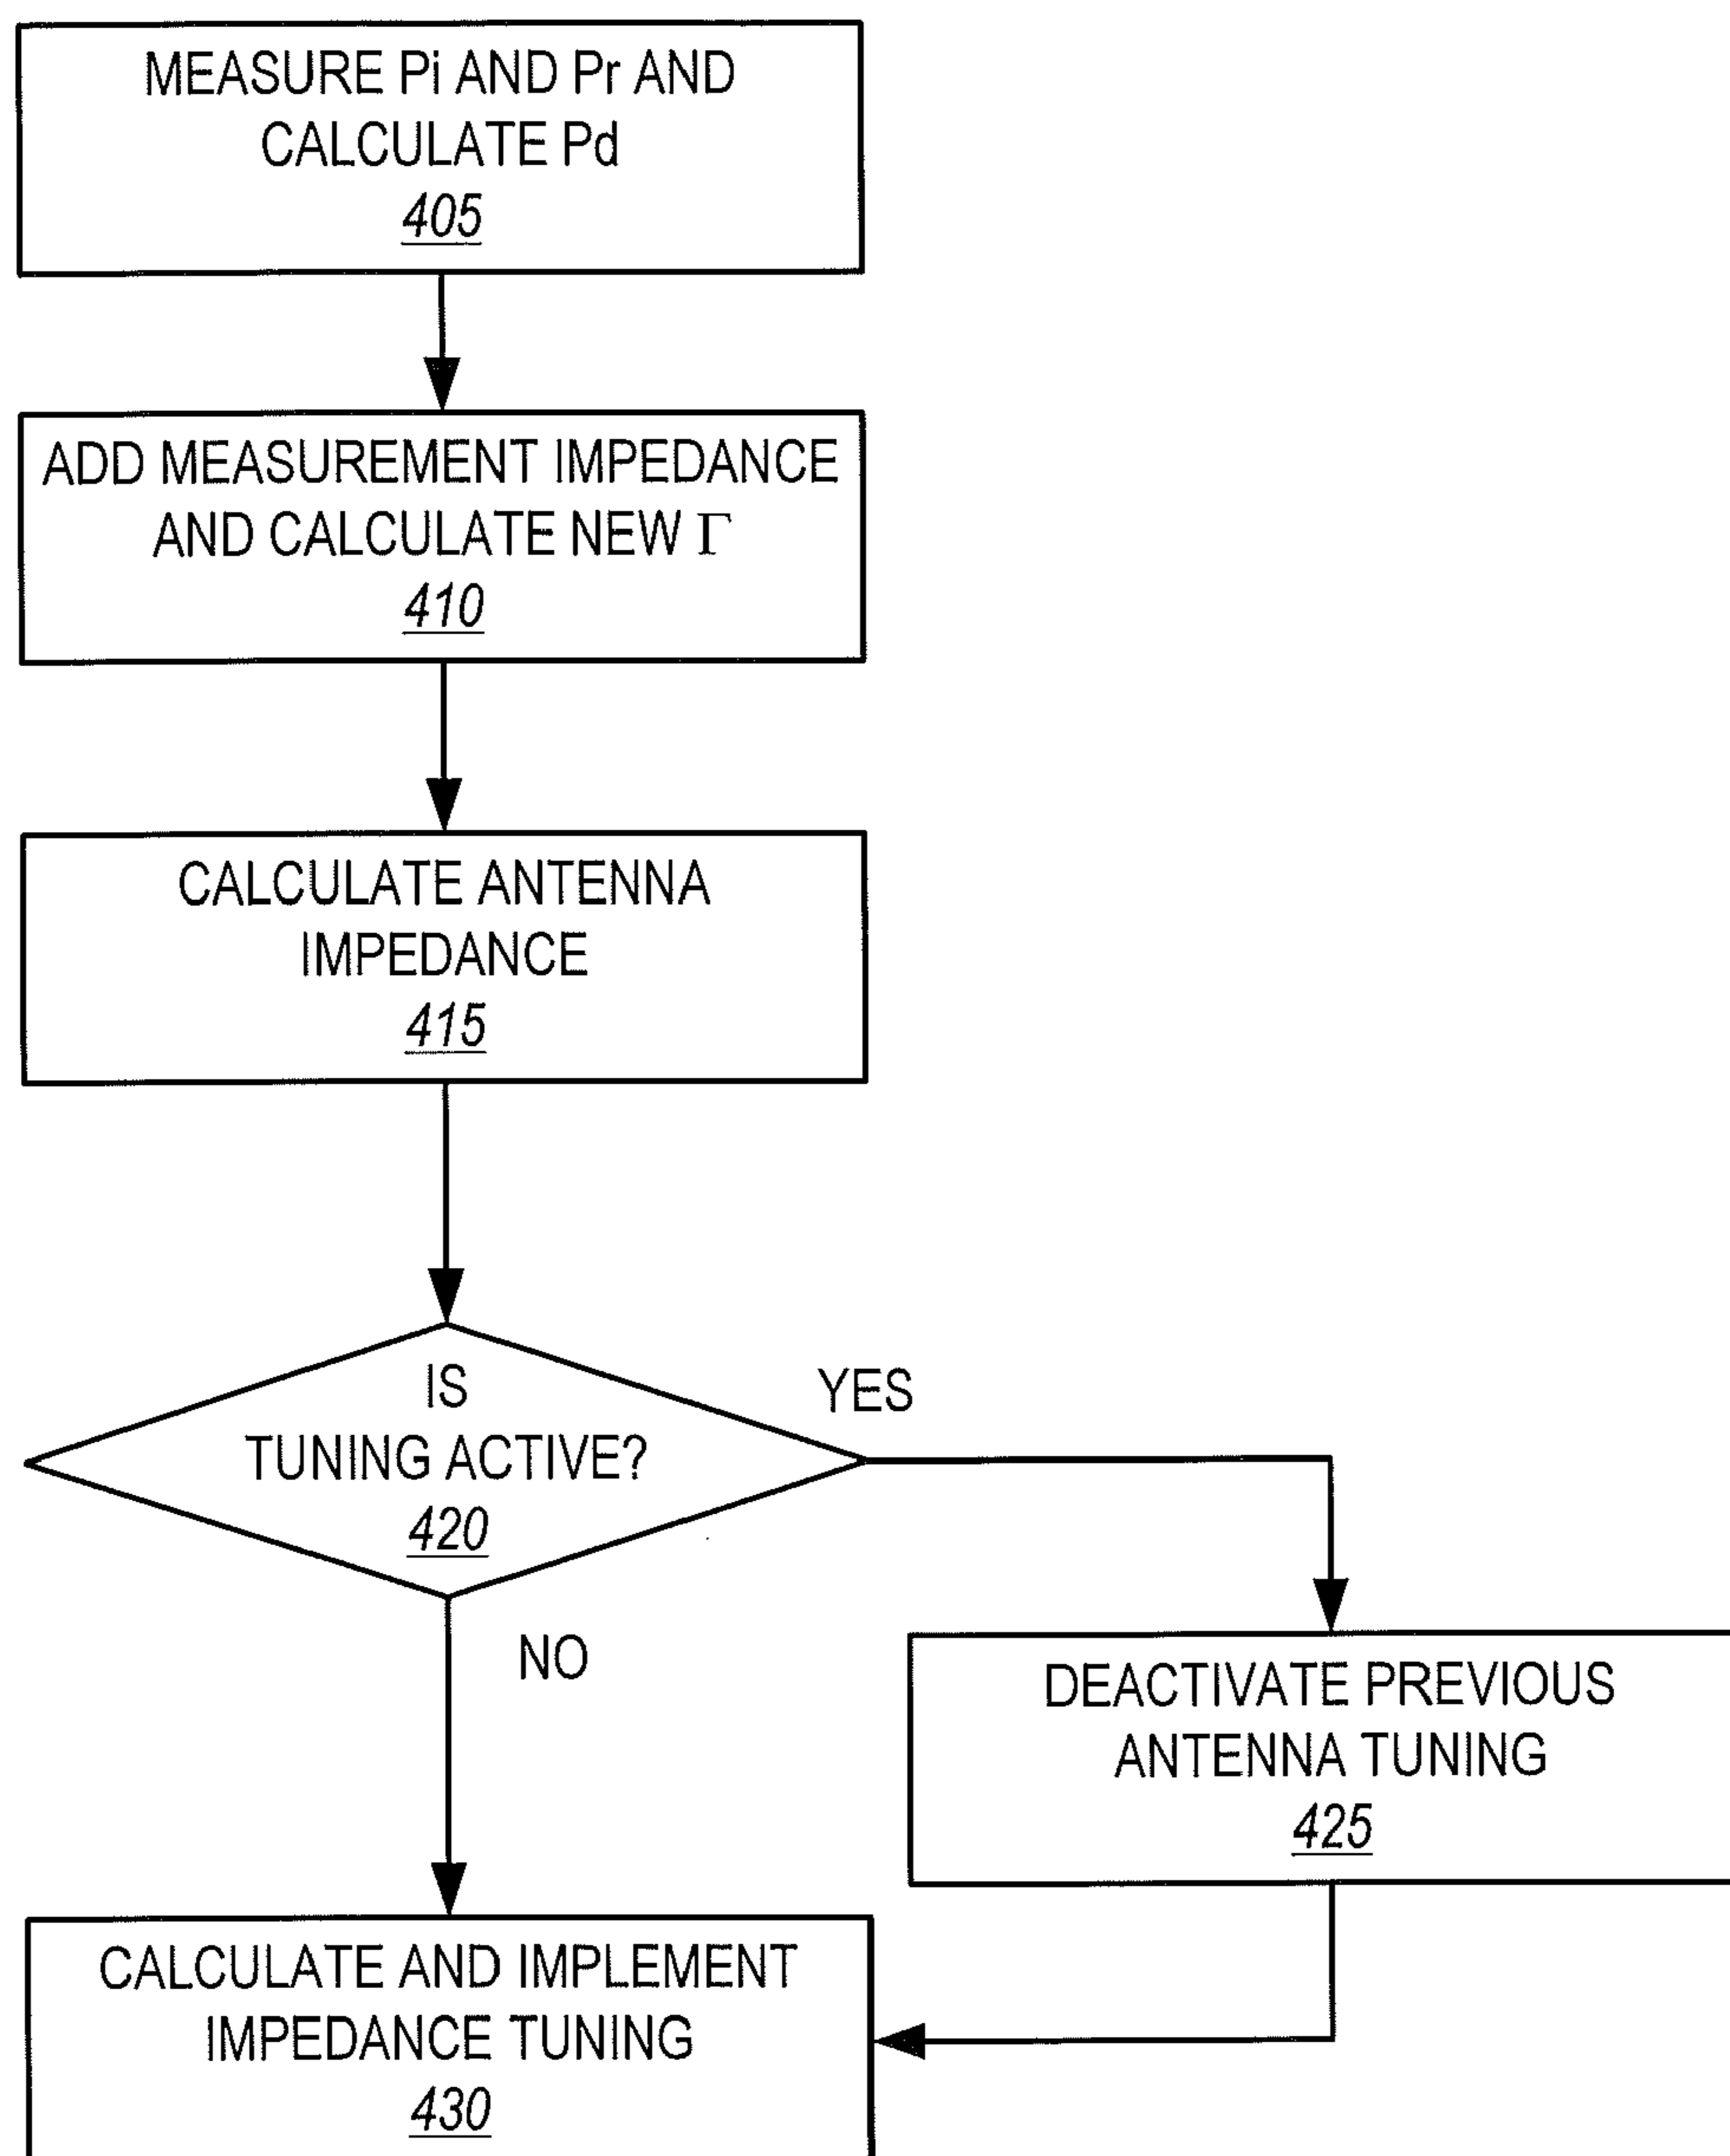 MEASURE Pi AND Pr AND
CALCULATE Pd
405
ADD MEASUREMENT IMPEDANCE
AND CALCULATE NEW Γ
410
CALCULATE ANTENNA
IMPEDANCE
415
IS
TUNING ACTIVE?
420
YES
NO
DEACTIVATE PREVIOUS
ANTENNA TUNING
425
CALCULATE AND IMPLEMENT
IMPEDANCE TUNING
430